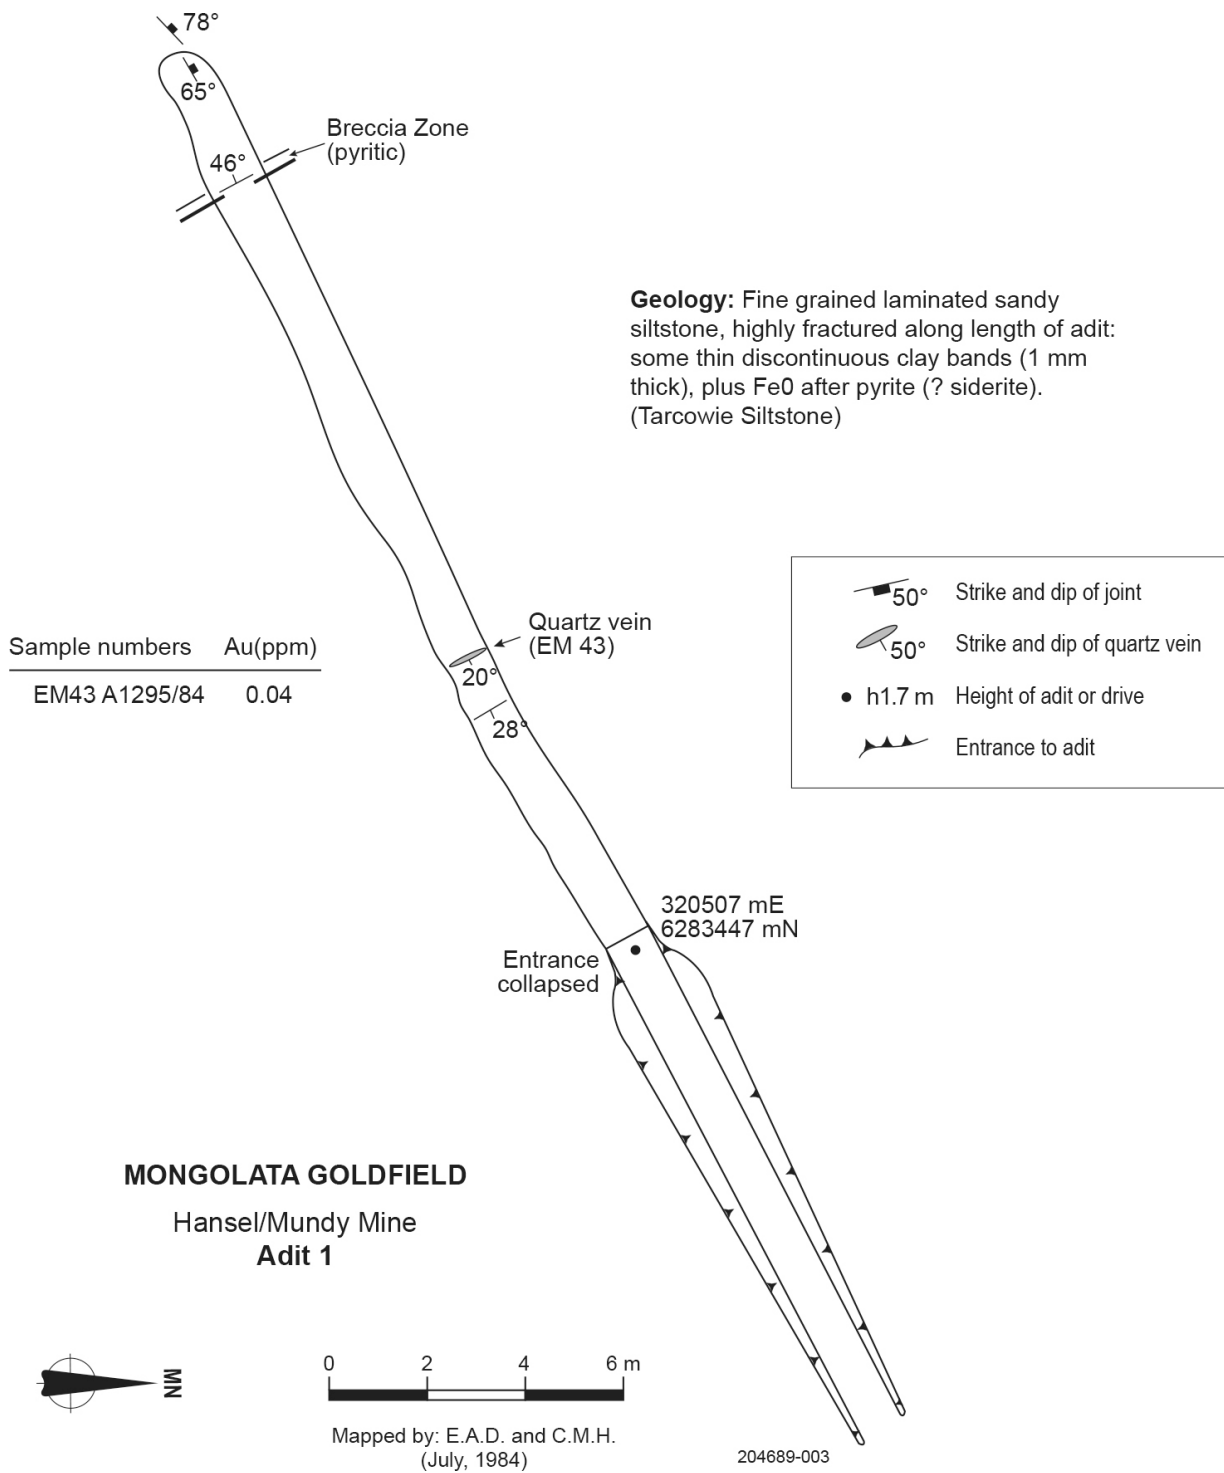 78°
65°
Breccia Zone
(pyritic)
46°
Geology: Fine grained laminated sandy
siltstone, highly fractured along length of adit:
some thin discontinuous clay bands (1 mm
thick), plus Fe0 after pyrite (? siderite).
(Tarcowie Siltstone)
50° Strike and dip of joint
50° Strike and dip of quartz vein
h1.7 m Height of adit or drive
Entrance to adit
Quartz vein
(EM 43)
20°
28°
Sample numbers Au(ppm)
EM43 A1295/84 0.04
320507 mE
6283447 mN
Entrance
collapsed
MONGOLATA GOLDFIELD
Hansel/Mundy Mine
Adit 1
MN
0 2 4 6 m
Mapped by: E.A.D. and C.M.H.
(July, 1984)
204689-003